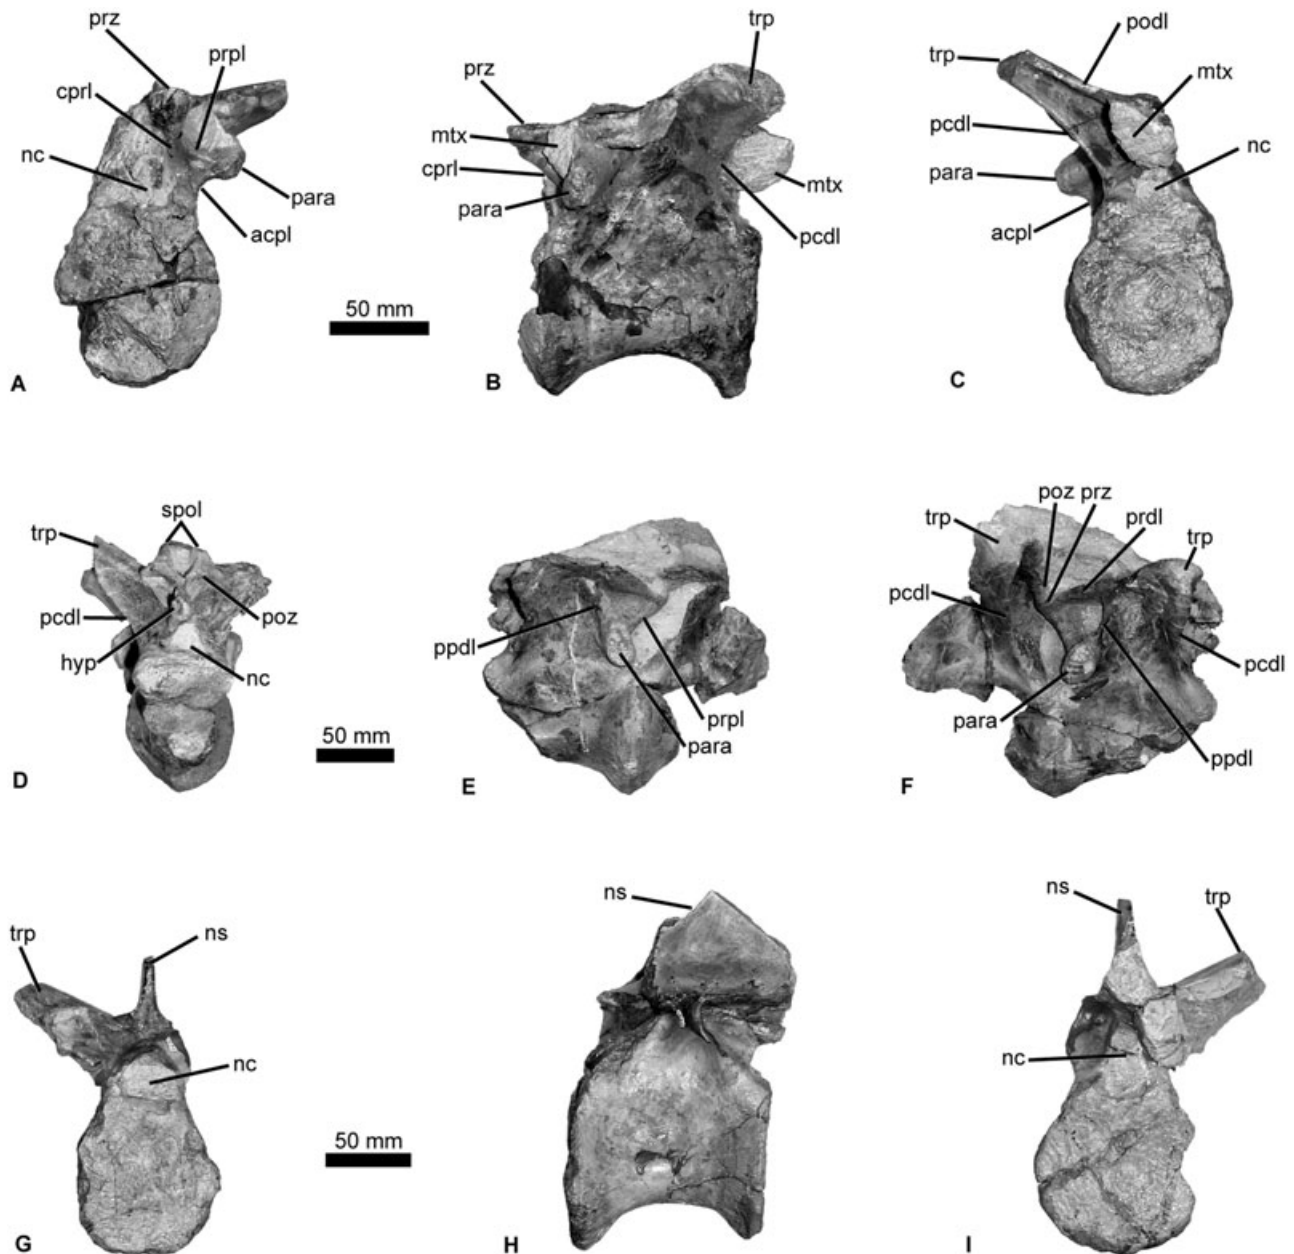 prz
prpl
cprl
nc
para
acpl
A
50 mm
trp
prz
mtx
cprl
para
mtx
pcdl
B
podl
trp
mtx
pcdl
nc
para
acpl
C
spol
trp
pcdl
poz
hyp
nc
D
50 mm
ppdl
prpl
para
E
poz
prz
prdl
trp
trp
pcdl
pcdl
para
ppdl
F
trp
ns
nc
G
50 mm
ns
H
ns
trp
nc
I